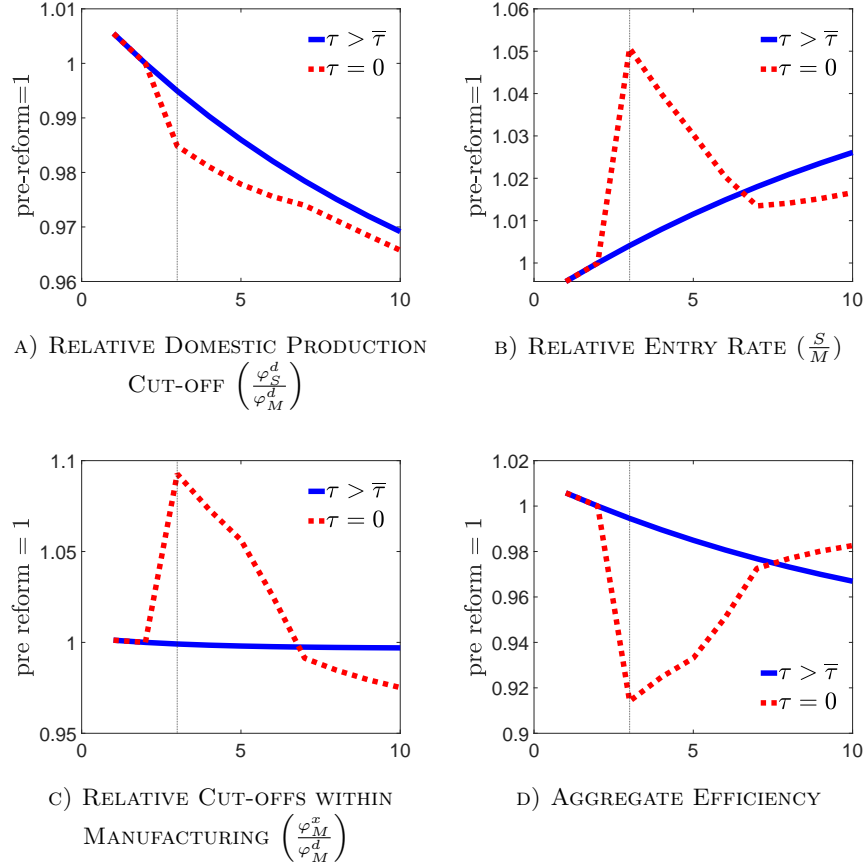 1.01
1
0.99
0.98
0.97
0.96
pre-reform=1
τ > τ̅
τ = 0
0 5 10
A) Relative Domestic Production
Cut-off (φ_S^d / φ_M^d)
1.06
1.05
1.04
1.03
1.02
1.01
1
pre-reform=1
τ > τ̅
τ = 0
0 5 10
B) Relative Entry Rate (S/M)
1.1
1.05
1
0.95
pre reform = 1
τ > τ̅
τ = 0
0 5 10
C) Relative Cut-offs within
Manufacturing (φ_M^x / φ_M^d)
1.02
1
0.98
0.96
0.94
0.92
0.9
pre reform = 1
τ > τ̅
τ = 0
0 5 10
D) Aggregate Efficiency